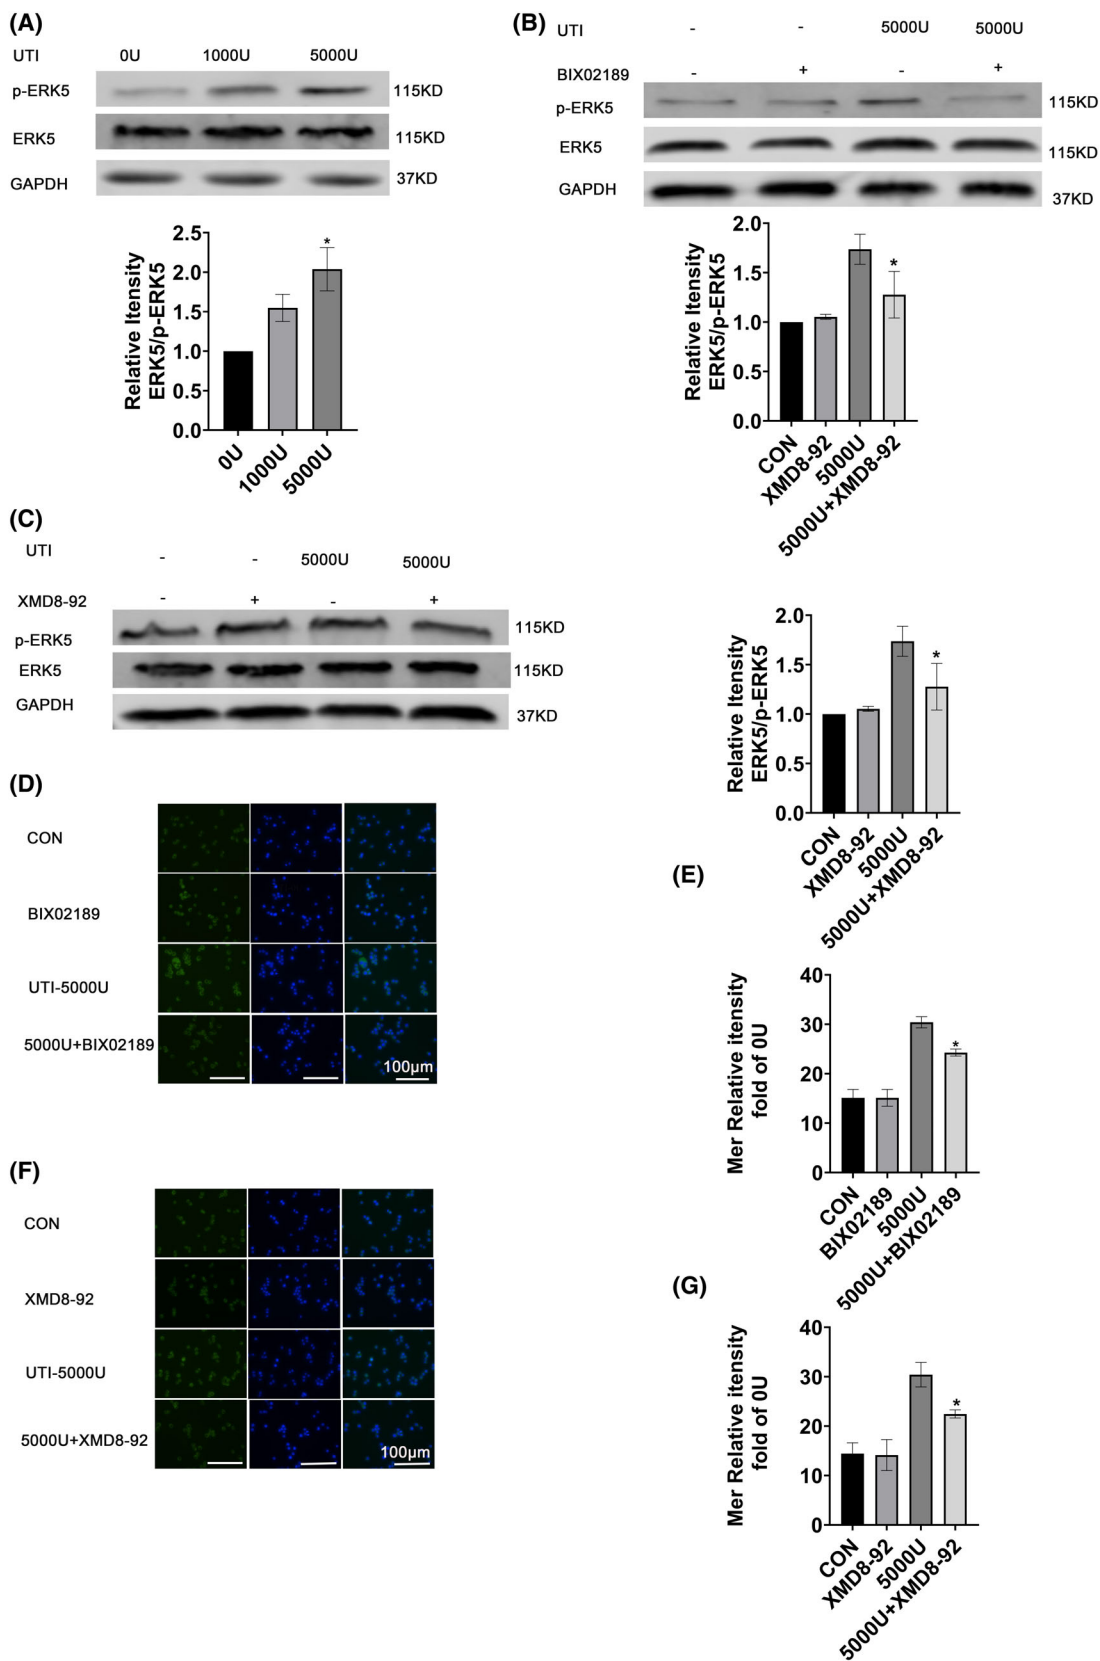 (A)
UTI 0U 1000U 5000U
p-ERK5 115KD
ERK5 115KD
GAPDH 37KD
Relative Itensity
ERK5/p-ERK5
2.5
2.0
1.5
1.0
0.5
0.0
*
0U 1000U 5000U
(B)
UTI - - 5000U 5000U
BIX02189 - + - +
p-ERK5 115KD
ERK5 115KD
GAPDH 37KD
Relative Itensity
ERK5/p-ERK5
2.0
1.5
1.0
0.5
0.0
*
CON XMD8-92 5000U 5000U+XMD8-92
(C)
UTI - - 5000U 5000U
XMD8-92 - + - +
p-ERK5 115KD
ERK5 115KD
GAPDH 37KD
Relative Itensity
ERK5/p-ERK5
2.0
1.5
1.0
0.5
0.0
*
CON XMD8-92 5000U 5000U+XMD8-92
(D)
CON
BIX02189
UTI-5000U
5000U+BIX02189
100μm
(E)
Mer Relative itensity
fold of 0U
40
30
20
10
0
*
CON BIX02189 5000U 5000U+BIX02189
(F)
CON
XMD8-92
UTI-5000U
5000U+XMD8-92
100μm
(G)
Mer Relative itensity
fold of 0U
40
30
20
10
0
*
CON XMD8-92 5000U 5000U+XMD8-92